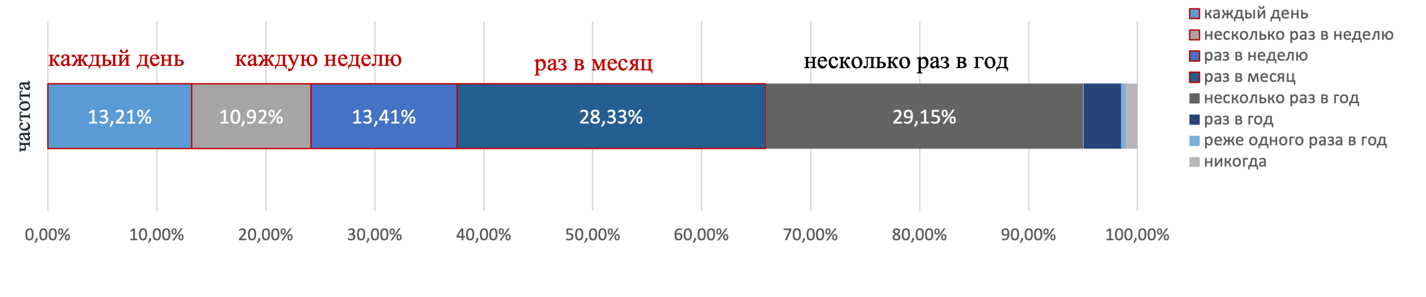 каждый день каждую неделю раз в месяц несколько раз в год
частота
13,21% 10,92% 13,41% 28,33% 29,15%
0,00% 10,00% 20,00% 30,00% 40,00% 50,00% 60,00% 70,00% 80,00% 90,00% 100,00%
каждый день
несколько раз в неделю
раз в неделю
раз в месяц
несколько раз в год
раз в год
реже одного раза в год
никогда